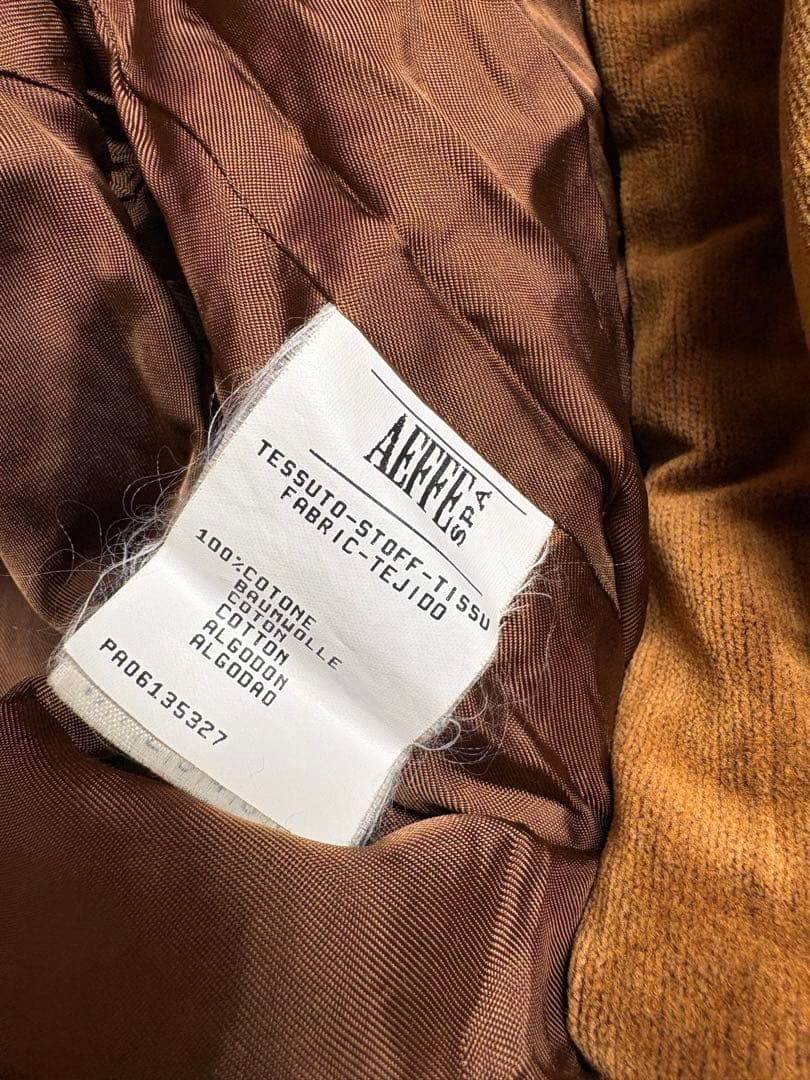 AEFFE SPA
TESSUTO-STOFF-TISSU
FABRIC-TEJIDO
100%COTONE
BAUMWOLLE
COTON
COTTON
ALGODON
ALGODAO
PA06135327